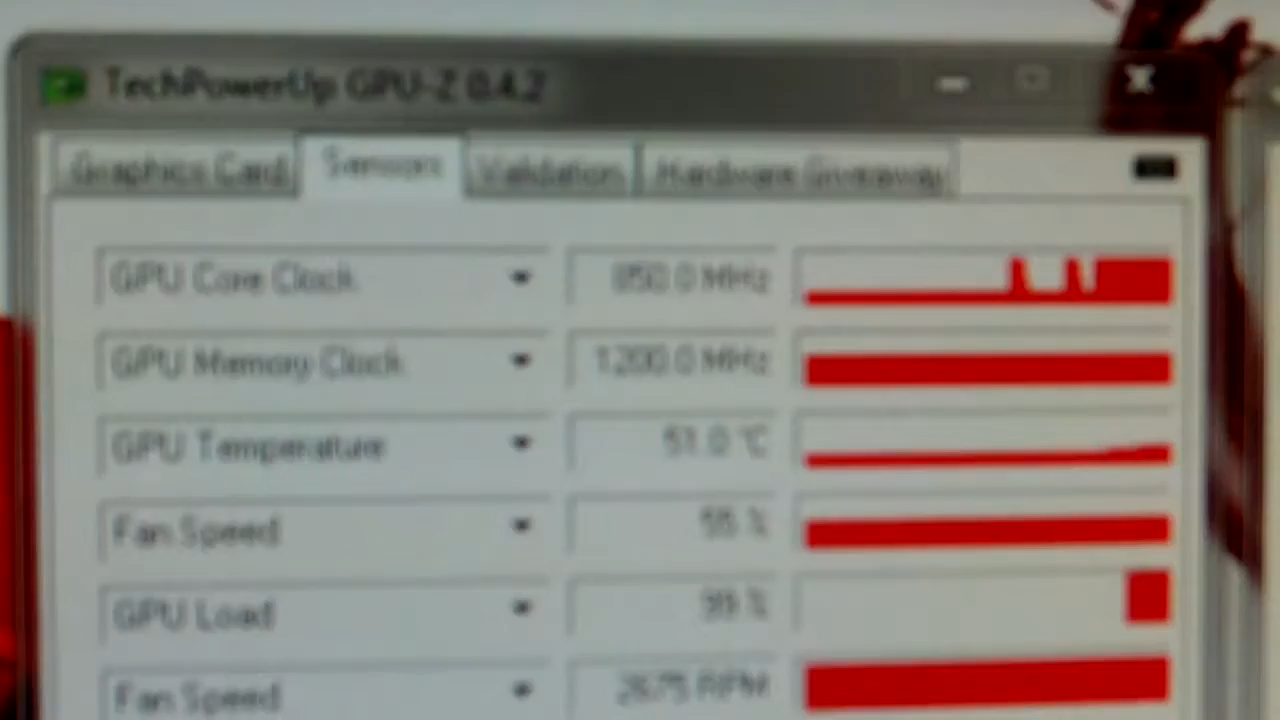 TechPowerUp GPU-Z 0.4.2
Graphics Card Sensors Validation Hardware Giveaway
GPU Core Clock 850.0 MHz
GPU Memory Clock 1200.0 MHz
GPU Temperature 51.0 °C
Fan Speed 55 %
GPU Load 99 %
Fan Speed 2675 RPM